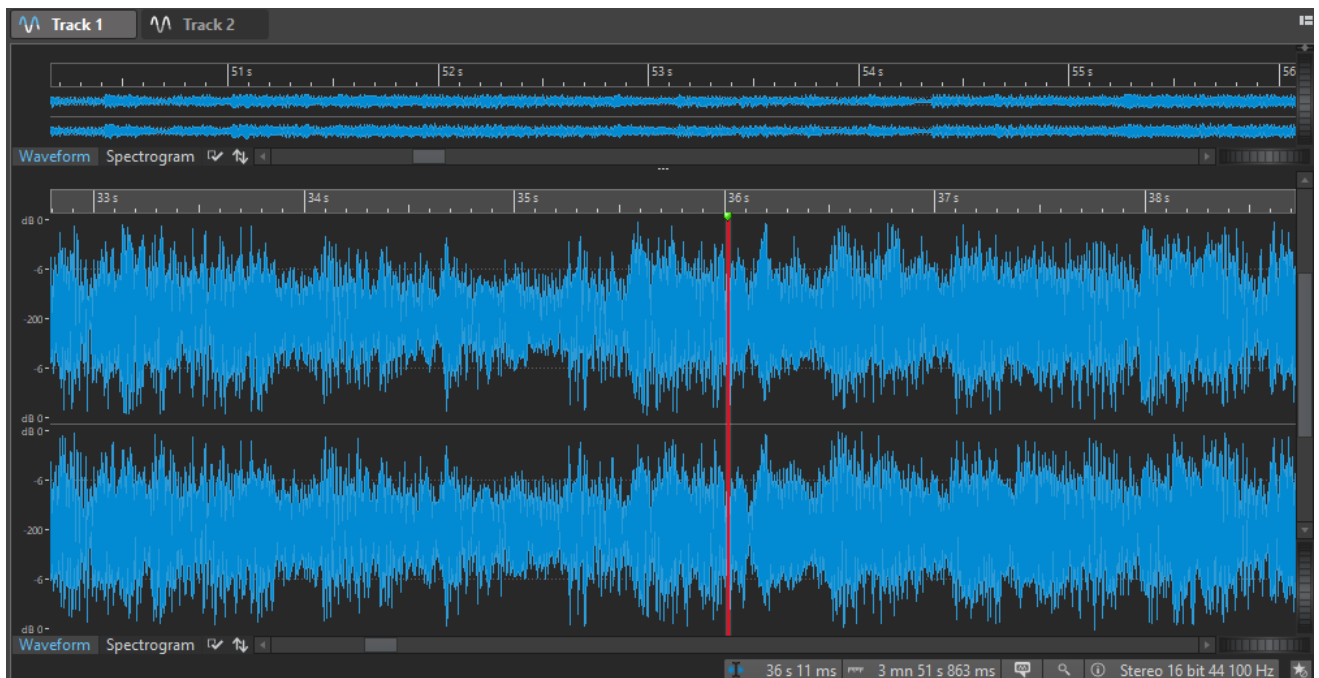 Track 1 Track 2
51 s 52 s 53 s 54 s 55 s 56
Waveform Spectrogram
33 s 34 s 35 s 36 s 37 s 38 s
dB 0
-6
-200
-6
dB 0
dB 0
-6
-200
-6
dB 0
Waveform Spectrogram
36 s 11 ms 3 mn 51 s 863 ms Stereo 16 bit 44 100 Hz